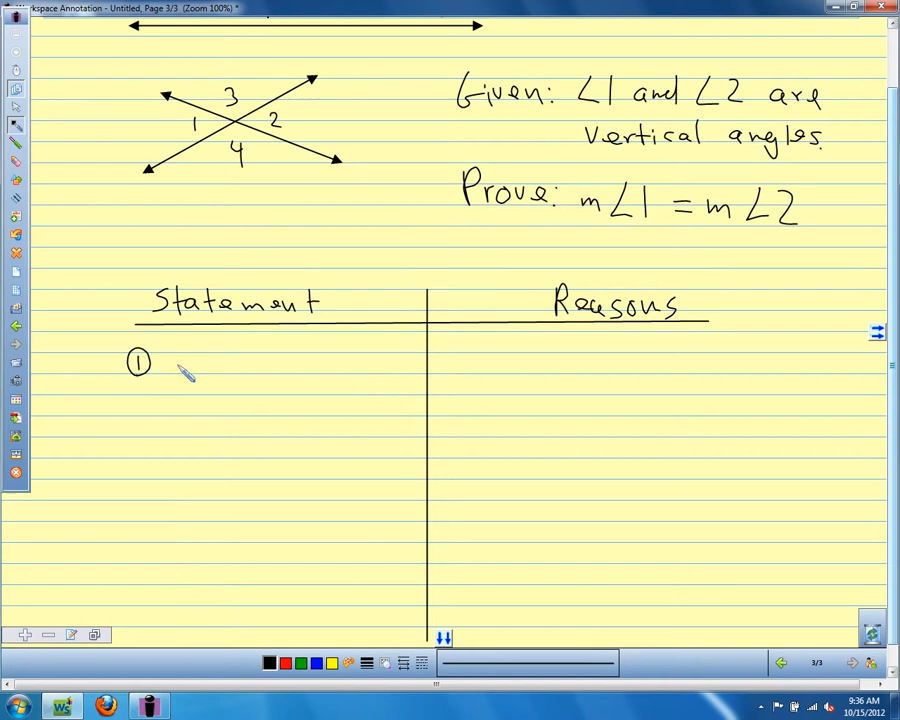 Workspace Annotation - Untitled, Page 3/3 (Zoom 100%) *
3
1
2
4
Given: ∠1 and ∠2 are
vertical angles.
Prove: m∠1 = m∠2
Statement
Reasons
①
3/3
9:36 AM
10/15/2012